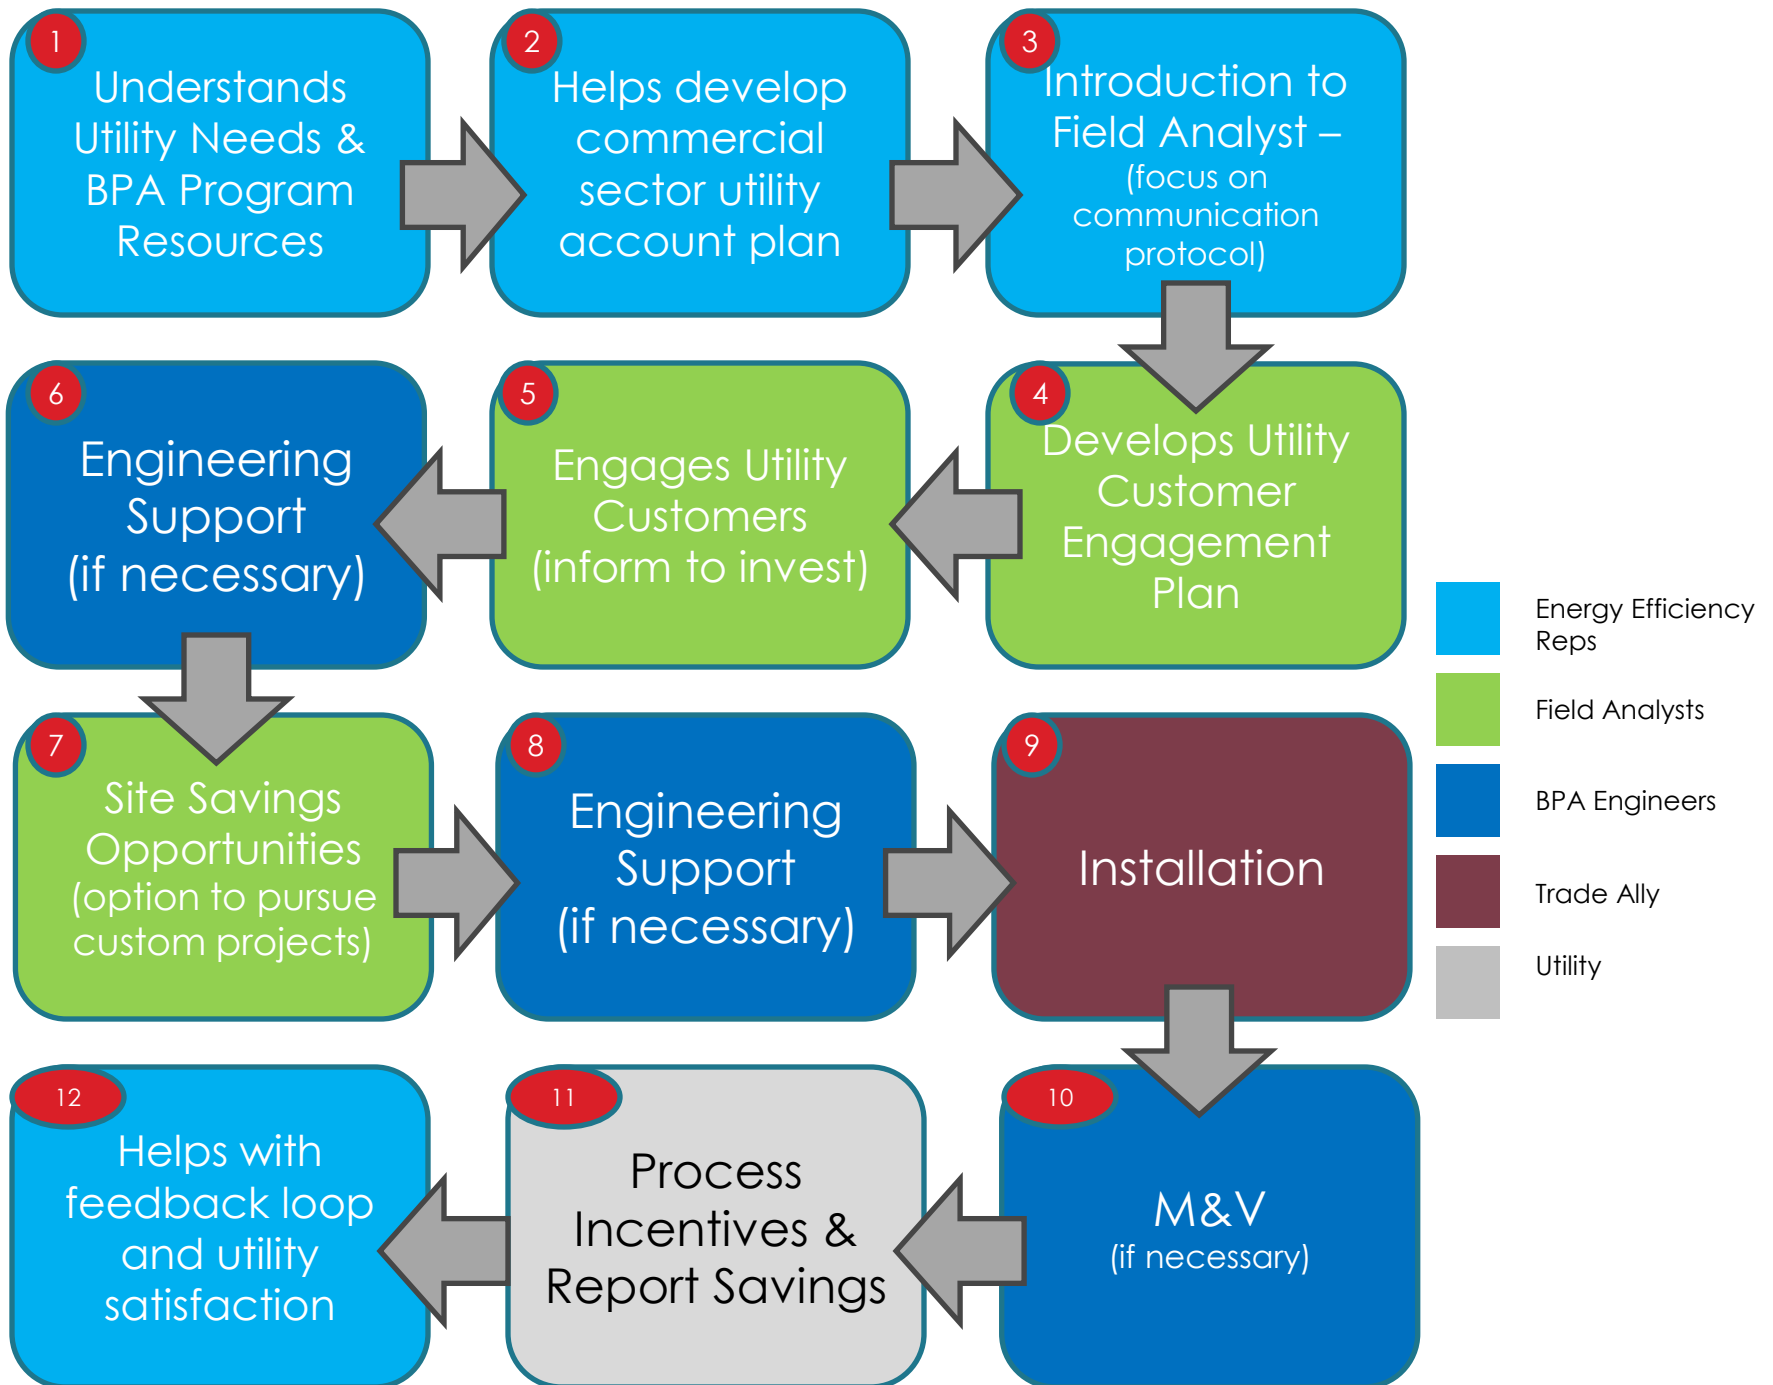 1
Understands
Utility Needs &
BPA Program
Resources
2
Helps develop
commercial
sector utility
account plan
3
Introduction to
Field Analyst –
(focus on
communication
protocol)
6
Engineering
Support
(if necessary)
5
Engages Utility
Customers
(inform to invest)
4
Develops Utility
Customer
Engagement
Plan
7
Site Savings
Opportunities
(option to pursue
custom projects)
8
Engineering
Support
(if necessary)
9
Installation
12
Helps with
feedback loop
and utility
satisfaction
11
Process
Incentives &
Report Savings
10
M&V
(if necessary)
Energy Efficiency
Reps
Field Analysts
BPA Engineers
Trade Ally
Utility